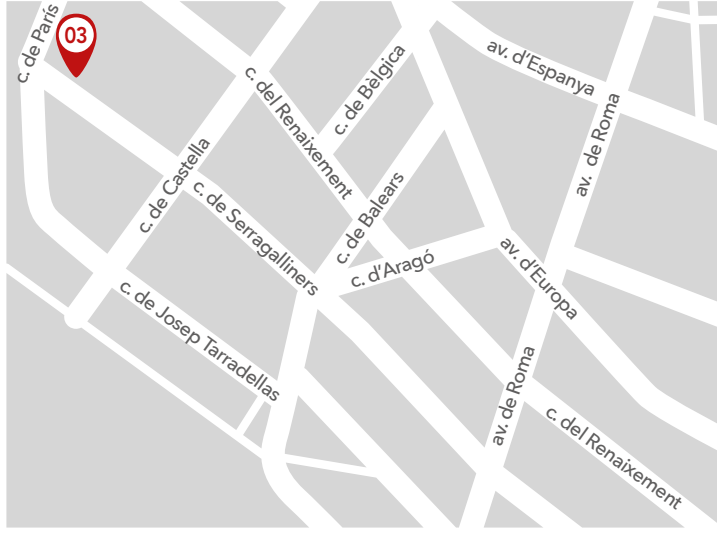 c. de París
03
av. d'Espanya
c. de Bèlgica
c. del Renaixement
av. de Roma
c. de Castella
c. de Balears
c. de Serragalliners
c. d'Aragó
av. d'Europa
c. de Josep Tarradellas
av. de Roma
c. del Renaixement